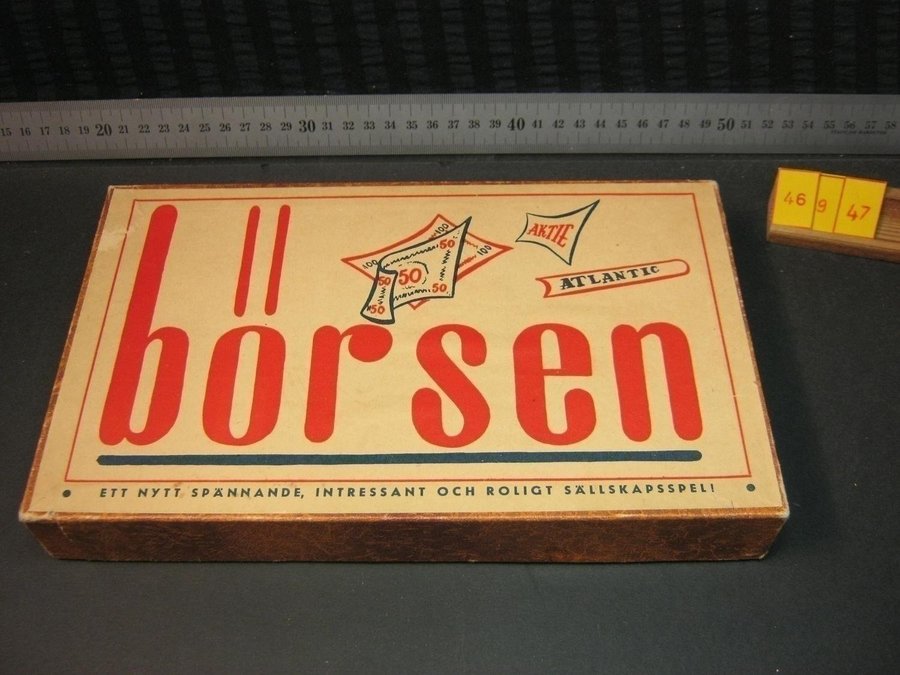 15 16 17 18 19 20 21 22 23 24 25 26 27 28 29 30 31 32 33 34 35 36 37 38 39 40 41 42 43 44 45 46 47 48 49 50 51 52 53 54 55 56 57 58
46 9 47
börsen
100 100 100
50 50 50 50 50
AKTIE
ATLANTIC
ETT NYTT SPÄNNANDE, INTRESSANT OCH ROLIGT SÄLLSKAPSSPEL!